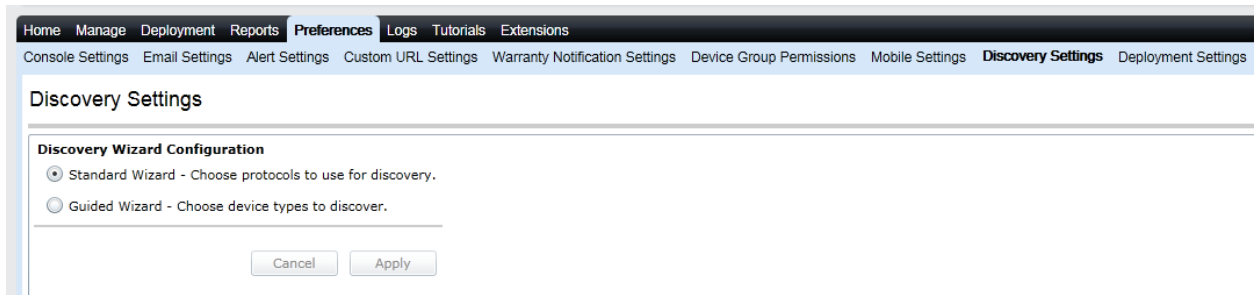 Home Manage Deployment Reports Preferences Logs Tutorials Extensions
Console Settings Email Settings Alert Settings Custom URL Settings Warranty Notification Settings Device Group Permissions Mobile Settings Discovery Settings Deployment Settings
Discovery Settings
Discovery Wizard Configuration
Standard Wizard - Choose protocols to use for discovery.
Guided Wizard - Choose device types to discover.
Cancel Apply